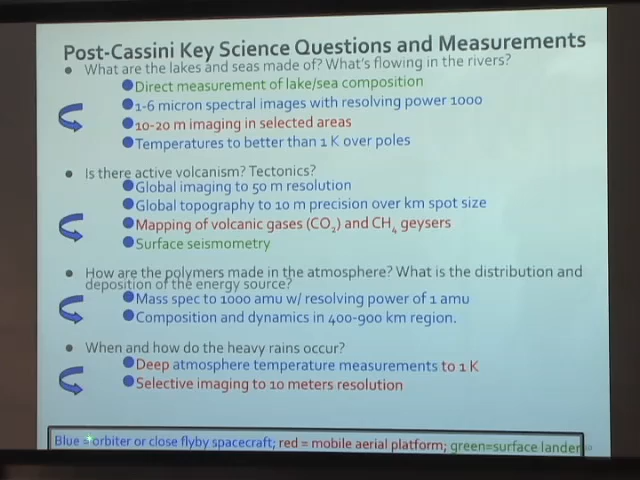 Post-Cassini Key Science Questions and Measurements
• What are the lakes and seas made of? What's flowing in the rivers?
●Direct measurement of lake/sea composition
●1-6 micron spectral images with resolving power 1000
●10-20 m imaging in selected areas
●Temperatures to better than 1 K over poles
• Is there active volcanism? Tectonics?
●Global imaging to 50 m resolution
●Global topography to 10 m precision over km spot size
●Mapping of volcanic gases (CO₂) and CH₄ geysers
●Surface seismometry
• How are the polymers made in the atmosphere? What is the distribution and
deposition of the energy source?
●Mass spec to 1000 amu w/ resolving power of 1 amu
●Composition and dynamics in 400-900 km region.
• When and how do the heavy rains occur?
●Deep atmosphere temperature measurements to 1 K
●Selective imaging to 10 meters resolution
Blue = orbiter or close flyby spacecraft; red = mobile aerial platform; green=surface lander